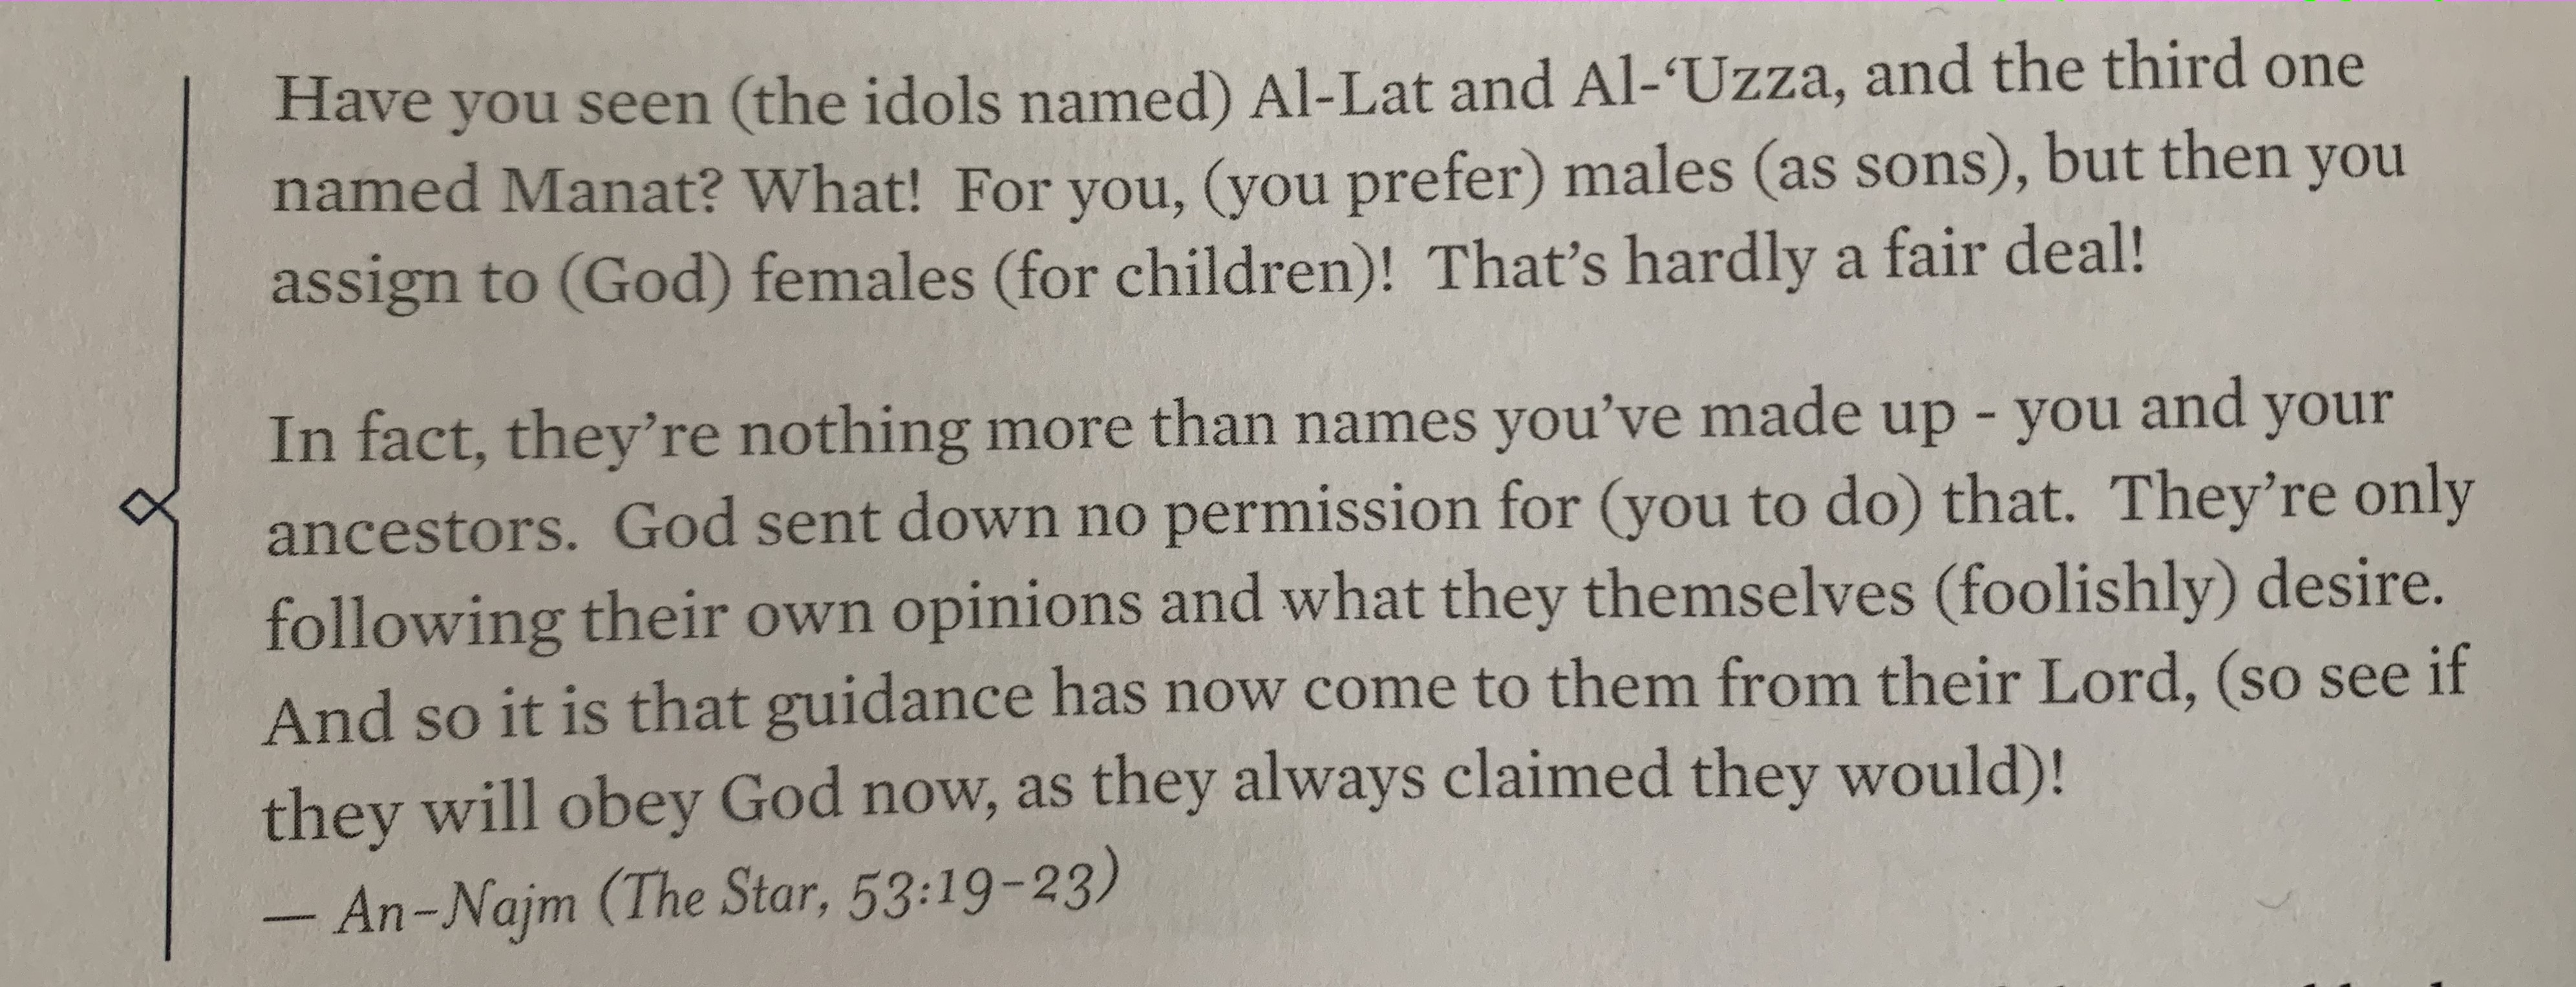 Have you seen (the idols named) Al-Lat and Al-‘Uzza, and the third one
named Manat? What!  For you, (you prefer) males (as sons), but then you
assign to (God) females (for children)!  That’s hardly a fair deal!
In fact, they’re nothing more than names you’ve made up - you and your
ancestors.  God sent down no permission for (you to do) that.  They’re only
following their own opinions and what they themselves (foolishly) desire.
And so it is that guidance has now come to them from their Lord, (so see if
they will obey God now, as they always claimed they would)!
— An-Najm (The Star, 53:19-23)